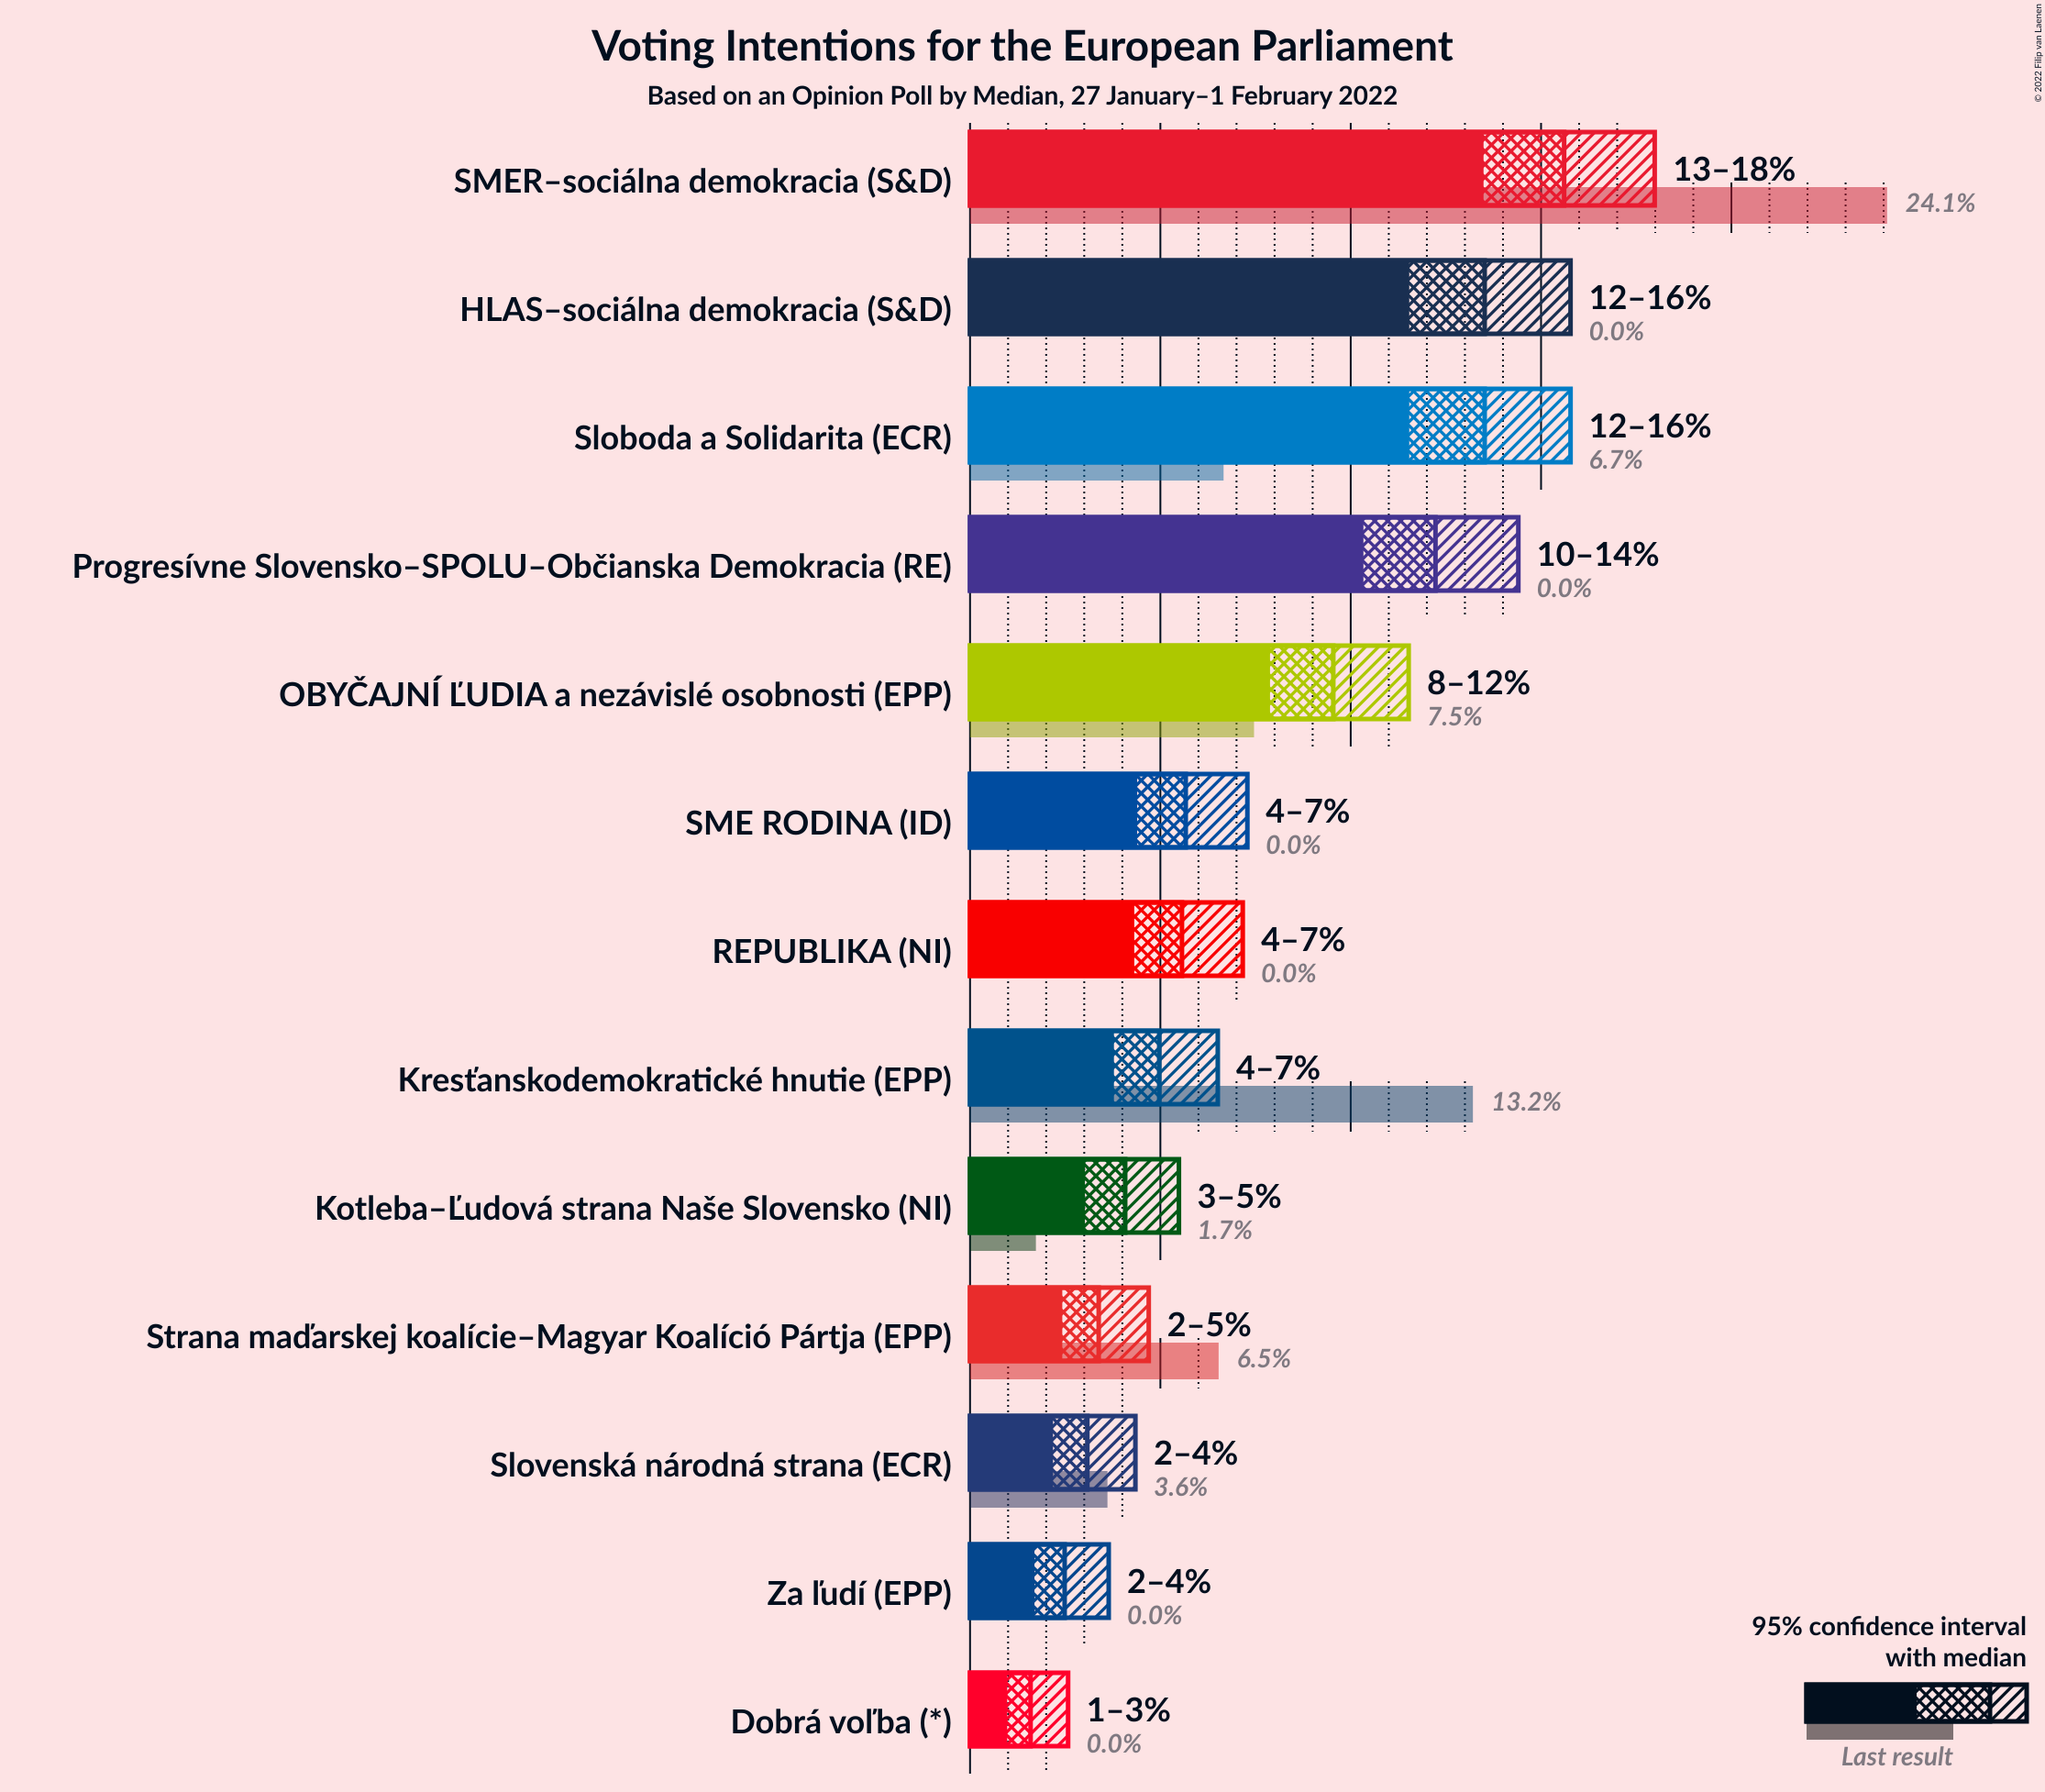 Voting Intentions for the European Parliament
Based on an Opinion Poll by Median, 27 January–1 February 2022
© 2022 Filip van Laenen
SMER–sociálna demokracia (S&D)
13–18%
24.1%
HLAS–sociálna demokracia (S&D)
12–16%
0.0%
Sloboda a Solidarita (ECR)
12–16%
6.7%
Progresívne Slovensko–SPOLU–Občianska Demokracia (RE)
10–14%
0.0%
OBYČAJNÍ ĽUDIA a nezávislé osobnosti (EPP)
8–12%
7.5%
SME RODINA (ID)
4–7%
0.0%
REPUBLIKA (NI)
4–7%
0.0%
Kresťanskodemokratické hnutie (EPP)
4–7%
13.2%
Kotleba–Ľudová strana Naše Slovensko (NI)
3–5%
1.7%
Strana maďarskej koalície–Magyar Koalíció Pártja (EPP)
2–5%
6.5%
Slovenská národná strana (ECR)
2–4%
3.6%
Za ľudí (EPP)
2–4%
0.0%
Dobrá voľba (*)
1–3%
0.0%
95% confidence interval
with median
Last result